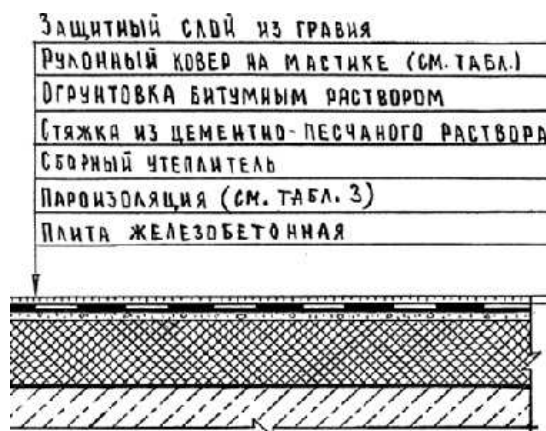 ЗАЩИТНЫЙ СЛОЙ ИЗ ГРАВИЯ
РУЛОННЫЙ КОВЕР НА МАСТИКЕ (СМ. ТАБЛ.)
ОГРУНТОВКА БИТУМНЫМ РАСТВОРОМ
СТЯЖКА ИЗ ЦЕМЕНТНО-ПЕСЧАНОГО РАСТВОРА
СБОРНЫЙ УТЕПЛИТЕЛЬ
ПАРОИЗОЛЯЦИЯ (СМ. ТАБЛ. 3)
ПЛИТА ЖЕЛЕЗОБЕТОННАЯ